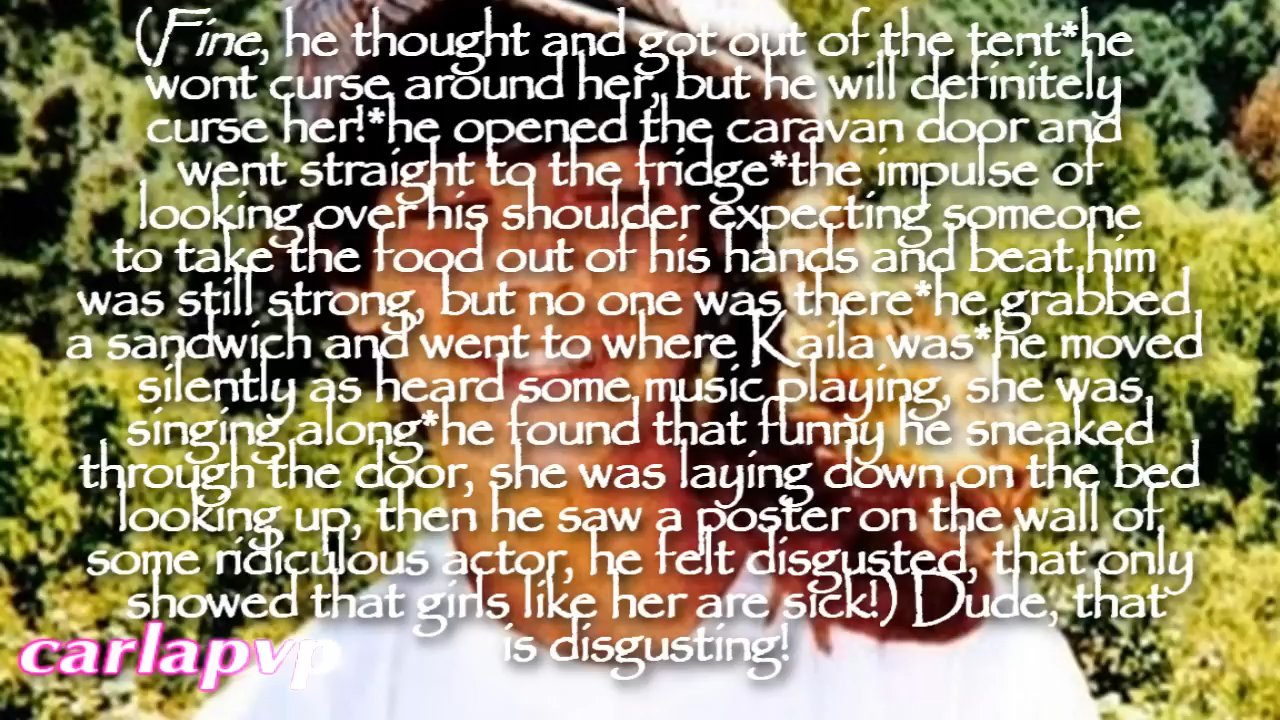 (Fine, he thought and got out of the tent*he
wont curse around her, but he will definitely
curse her!*he opened the caravan door and
went straight to the fridge*the impulse of
looking over his shoulder expecting someone
to take the food out of his hands and beat him
was still strong, but no one was there*he grabbed
a sandwich and went to where Kaila was*he moved
silently as heard some music playing, she was
singing along*he found that funny he sneaked
through the door, she was laying down on the bed
looking up, then he saw a poster on the wall of
some ridiculous actor, he felt disgusted, that only
showed that girls like her are sick!) Dude, that
is disgusting!
carlapvp